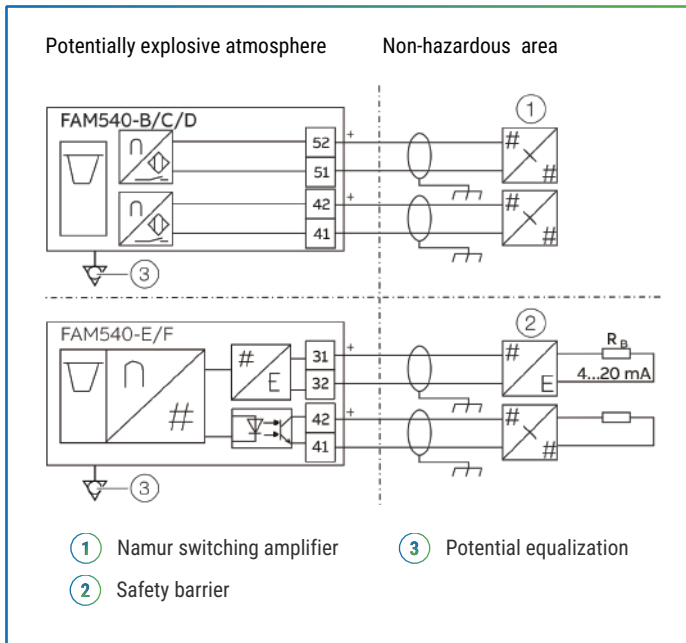 Potentially explosive atmosphere
Non-hazardous area
FAM540-B/C/D
1
52
+
51
42
+
41
#
#
#
#
3
FAM540-E/F
2
#
#
E
31
+
32
42
+
41
#
E
R B
4...20 mA
#
#
3
1 Namur switching amplifier
3 Potential equalization
2 Safety barrier